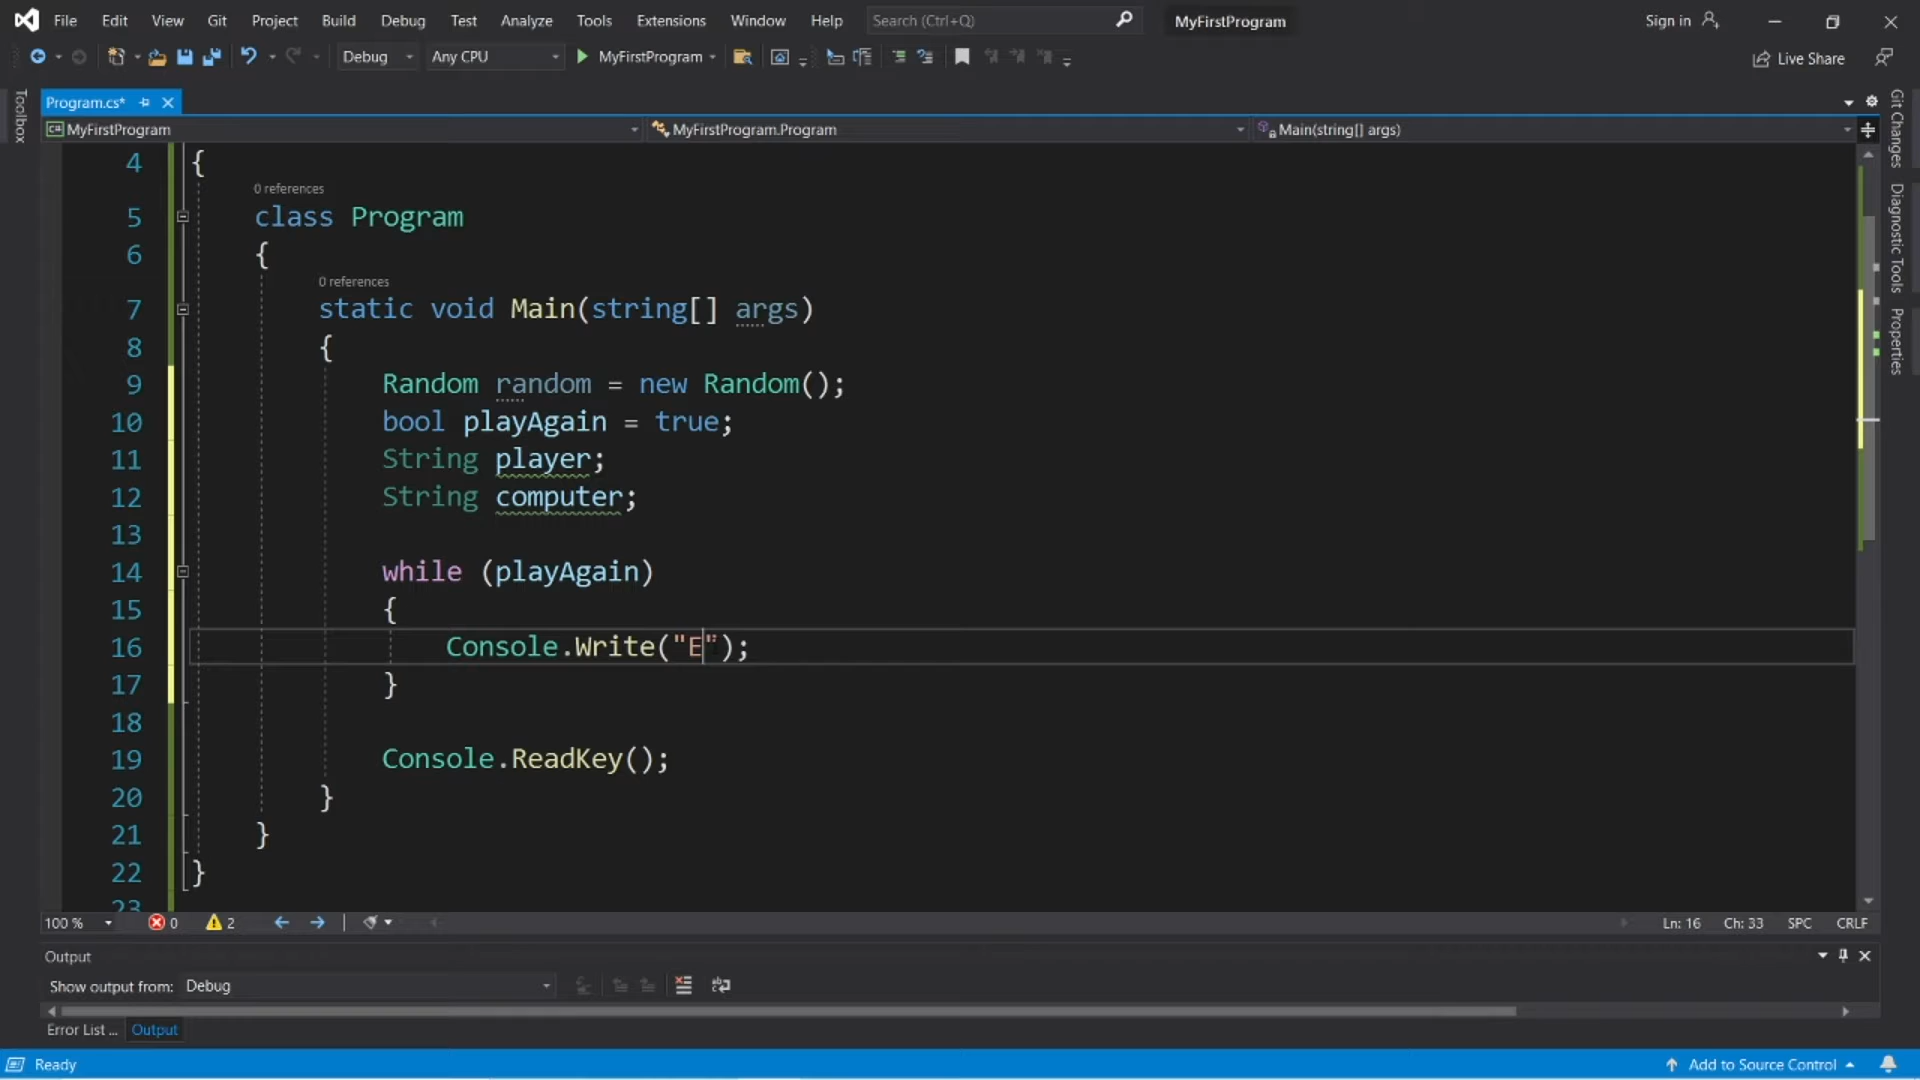 File Edit View Git Project Build Debug Test Analyze Tools Extensions Window Help Search (Ctrl+Q) MyFirstProgram Sign in
Debug Any CPU MyFirstProgram Live Share
Toolbox
Program.cs*
MyFirstProgram MyFirstProgram.Program Main(string[] args)
4 {
0 references
5 class Program
6 {
0 references
7 static void Main(string[] args)
8 {
9 Random random = new Random();
10 bool playAgain = true;
11 String player;
12 String computer;
13
14 while (playAgain)
15 {
16 Console.Write("E");
17 }
18
19 Console.ReadKey();
20 }
21 }
22 }
23
Git Changes
Diagnostic Tools
Properties
100 % 0 2 Ln: 16 Ch: 33 SPC CRLF
Output
Show output from: Debug
Error List ... Output
Ready Add to Source Control